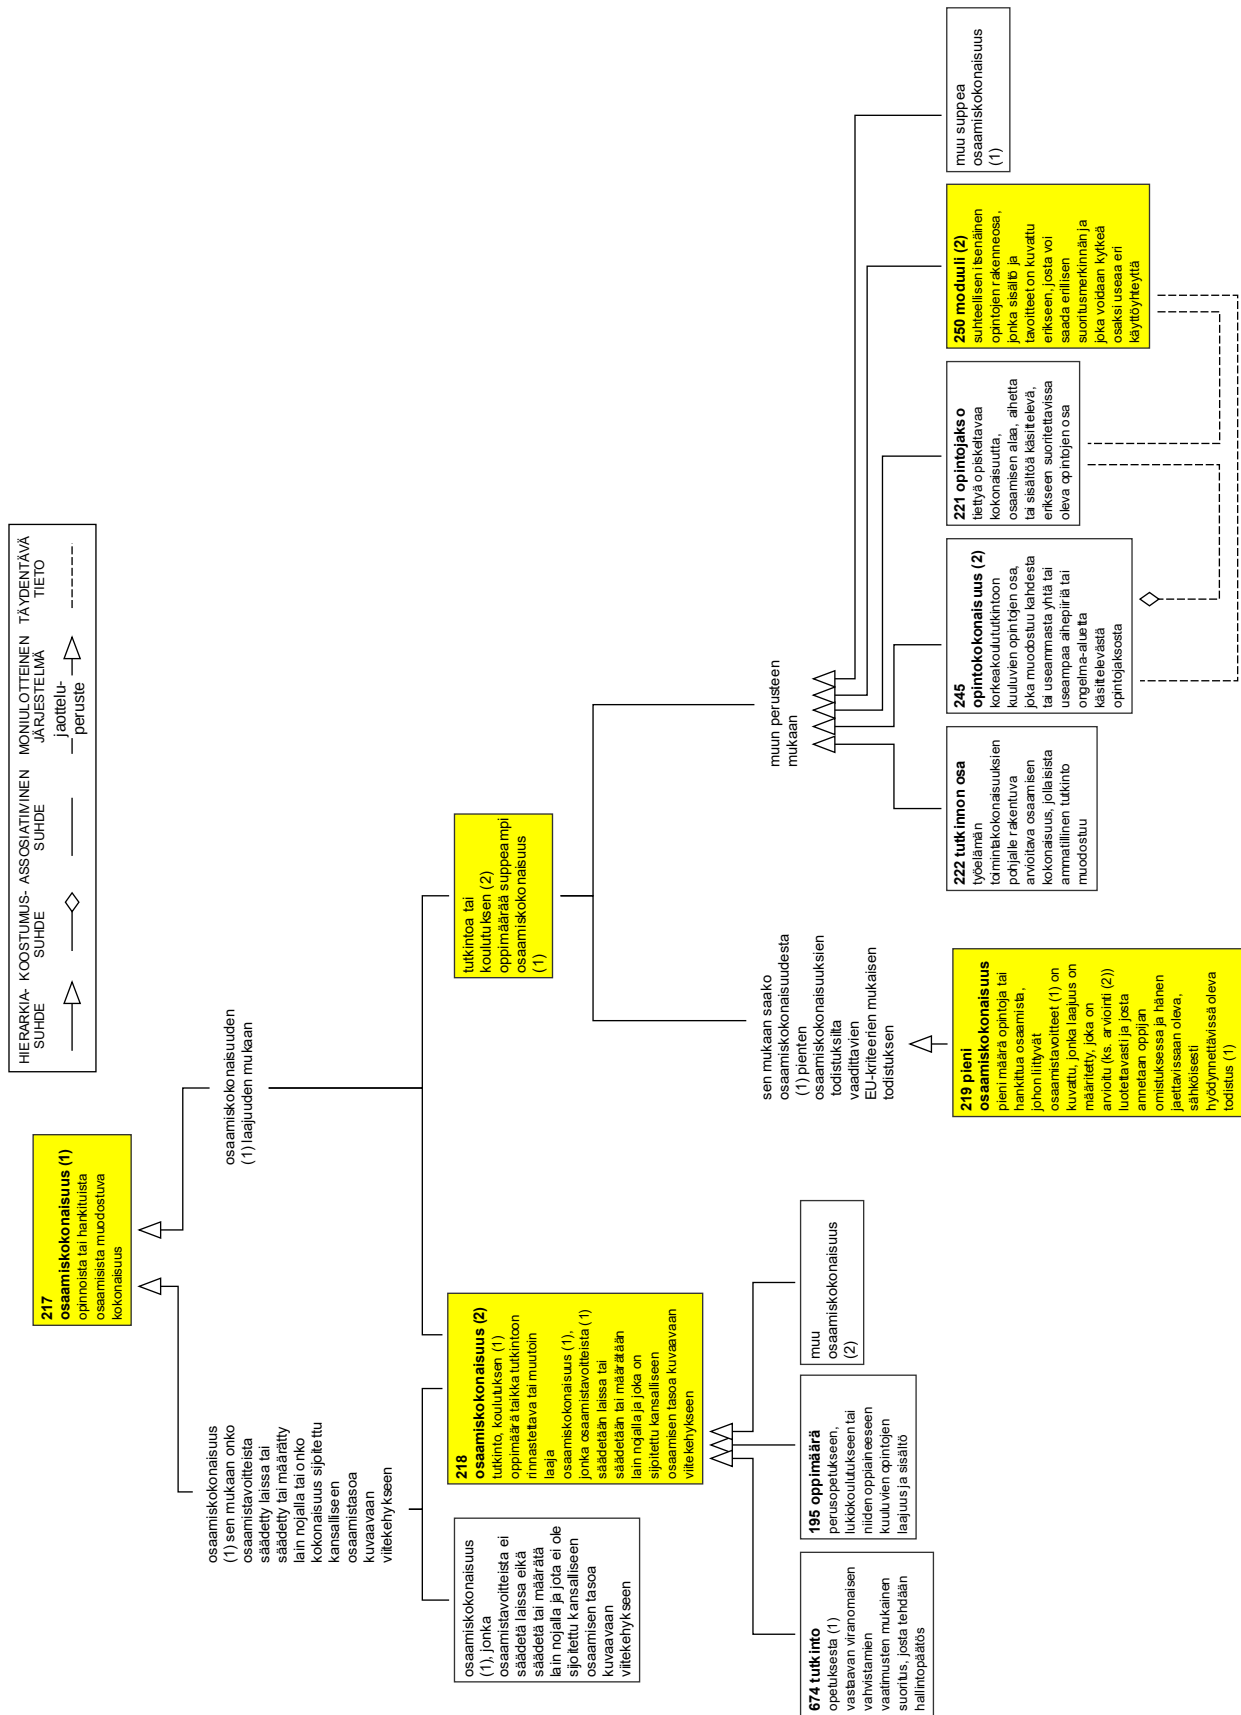 HIERARKIA-
SUHDE
KOOSTUMUS-
SUHDE
ASSOSIATIIVINEN
SUHDE
MONIULOTTEINEN
JÄRJESTELMÄ
TÄYDENTÄVÄ
TIETO
jaottelu-
peruste
217
osaamiskokonaisuus (1)
opinnoista tai hankituista
osaamisista muodostuva
kokonaisuus
osaamiskokonaisuus
(1) sen mukaan onko
osaamistavoitteista
säädetty laissa tai
säädetty tai määrätty
lain nojalla tai onko
kokonaisuus sijoitettu
kansalliseen
osaamistasoa
kuvaavaan
viitekehykseen
osaamiskokonaisuuden
(1) laajuuden mukaan
osaamiskokonaisuus
(1), jonka
osaamistavoitteista ei
säädetä laissa eikä
säädetä tai määrätä
lain nojalla ja jota ei ole
sijoitettu kansalliseen
osaamisen tasoa
kuvaavaan
viitekehykseen
218
osaamiskokonaisuus (2)
tutkinto, koulutuksen (1)
oppimäärä taikka tutkintoon
rinnastettava tai muutoin
laaja
osaamiskokonaisuus (1),
jonka osaamistavoitteista (1)
säädetään laissa tai
säädetään tai määrätään
lain nojalla ja joka on
sijoitettu kansalliseen
osaamisen tasoa kuvaavaan
viitekehykseen
tutkintoa tai
koulutuksen (2)
oppimäärää suppeampi
osaamiskokonaisuus
(1)
674 tutkinto
opetuksesta (1)
vastaavan viranomaisen
vahvistamien
vaatimusten mukainen
suoritus, josta tehdään
hallintopäätös
195 oppimäärä
perusopetukseen,
lukiokoulutukseen tai
niiden oppiaineeseen
kuuluvien opintojen
laajuus ja sisältö
muu
osaamiskokonaisuus
(2)
sen mukaan saako
osaamiskokonaisuudesta
(1) pienten
osaamiskokonaisuuksien
todistuksilta
vaadittavien
EU-kriteerien mukaisen
todistuksen
muun perusteen
mukaan
219 pieni
osaamiskokonaisuus
pieni määrä opintoja tai
hankittua osaamista,
johon liittyvät
osaamistavoitteet (1) on
kuvattu, jonka laajuus on
määritetty, joka on
arvioitu (ks. arviointi (2))
luotettavasti ja josta
annetaan oppijan
omistuksessa ja hänen
jaettavissaan oleva,
sähköisesti
hyödynnettävissä oleva
todistus (1)
222 tutkinnon osa
työelämän
toimintakokonaisuuksien
pohjalle rakentuva
arvioitava osaamisen
kokonaisuus, jollaisista
ammatillinen tutkinto
muodostuu
245
opintokokonaisuus (2)
korkeakoulututkintoon
kuuluvien opintojen osa,
joka muodostuu kahdesta
tai useammasta yhtä tai
useampaa aihepiiriä tai
ongelma-aluetta
käsittelevästä
opintojaksosta
221 opintojakso
tiettyä opiskeltavaa
kokonaisuutta,
osaamisen alaa, aihetta
tai sisältöä käsittelevä,
erikseen suoritettavissa
oleva opintojen osa
250 moduuli (2)
suhteellisen itsenäinen
opintojen rakenneosa,
jonka sisältö ja
tavoitteet on kuvattu
erikseen, josta voi
saada erillisen
suoritusmerkinnän ja
joka voidaan kytkeä
osaksi useaa eri
käyttöyhteyttä
muu suppea
osaamiskokonaisuus
(1)